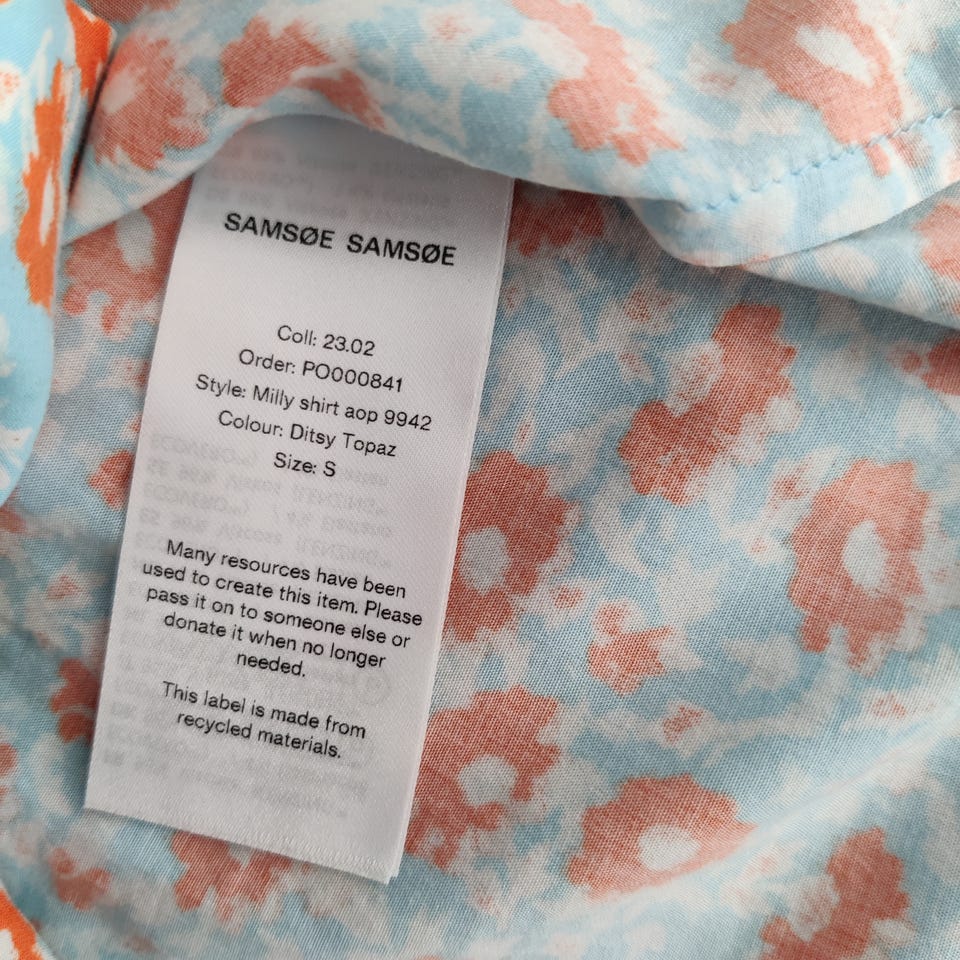 SAMSØE SAMSØE
Coll: 23.02
Order: PO000841
Style: Milly shirt aop 9942
Colour: Ditsy Topaz
Size: S
Many resources have been
used to create this item. Please
pass it on to someone else or
donate it when no longer
needed.
This label is made from
recycled materials.